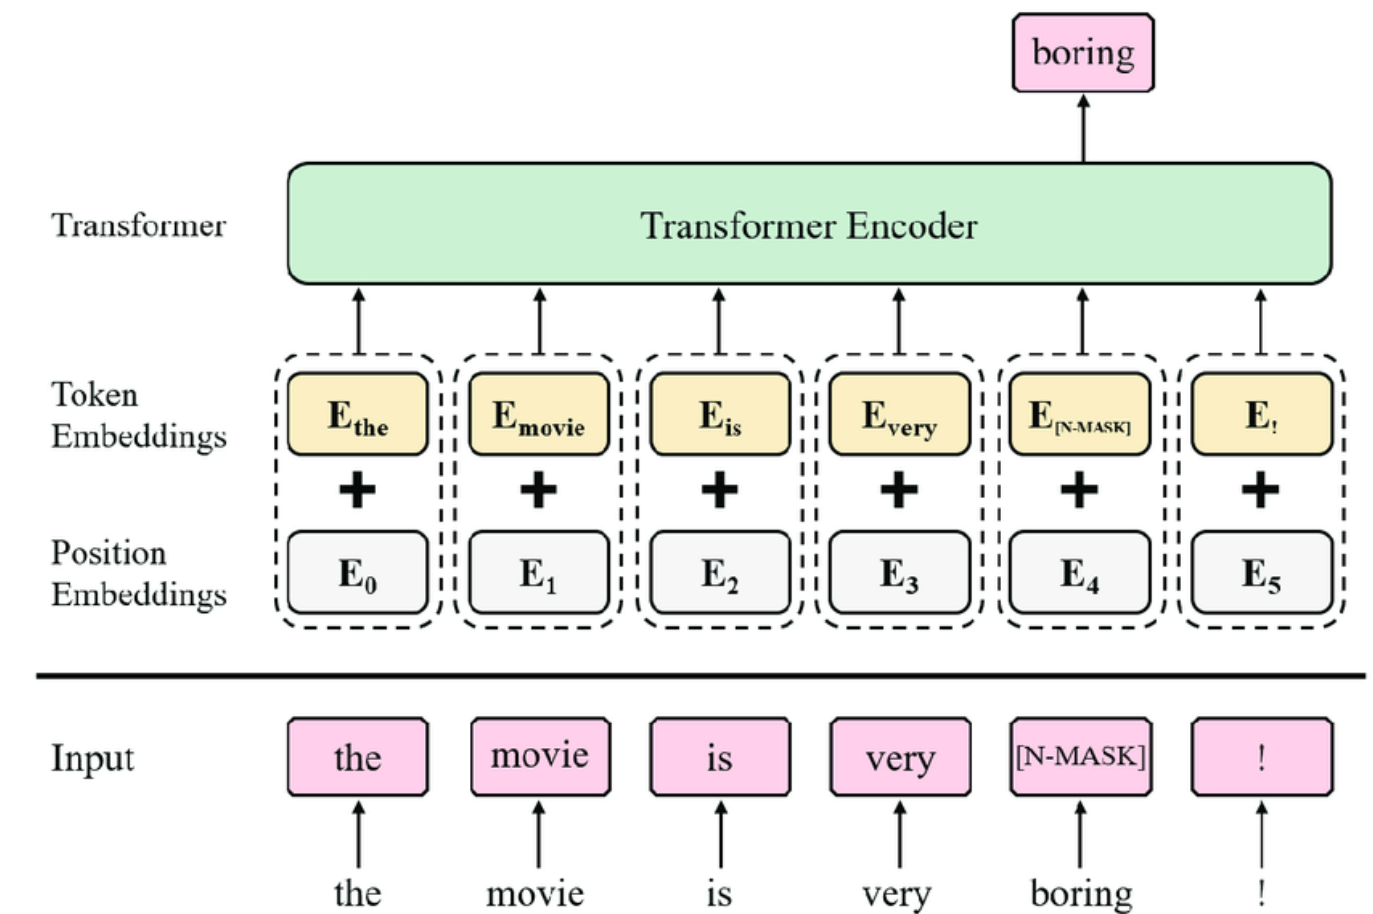 boring
Transformer
Transformer Encoder
Token
Embeddings
E_the
E_movie
E_is
E_very
E_[N-MASK]
E_!
+ + + + + +
Position
Embeddings
E_0
E_1
E_2
E_3
E_4
E_5
Input
the
movie
is
very
[N-MASK]
!
the
movie
is
very
boring
!